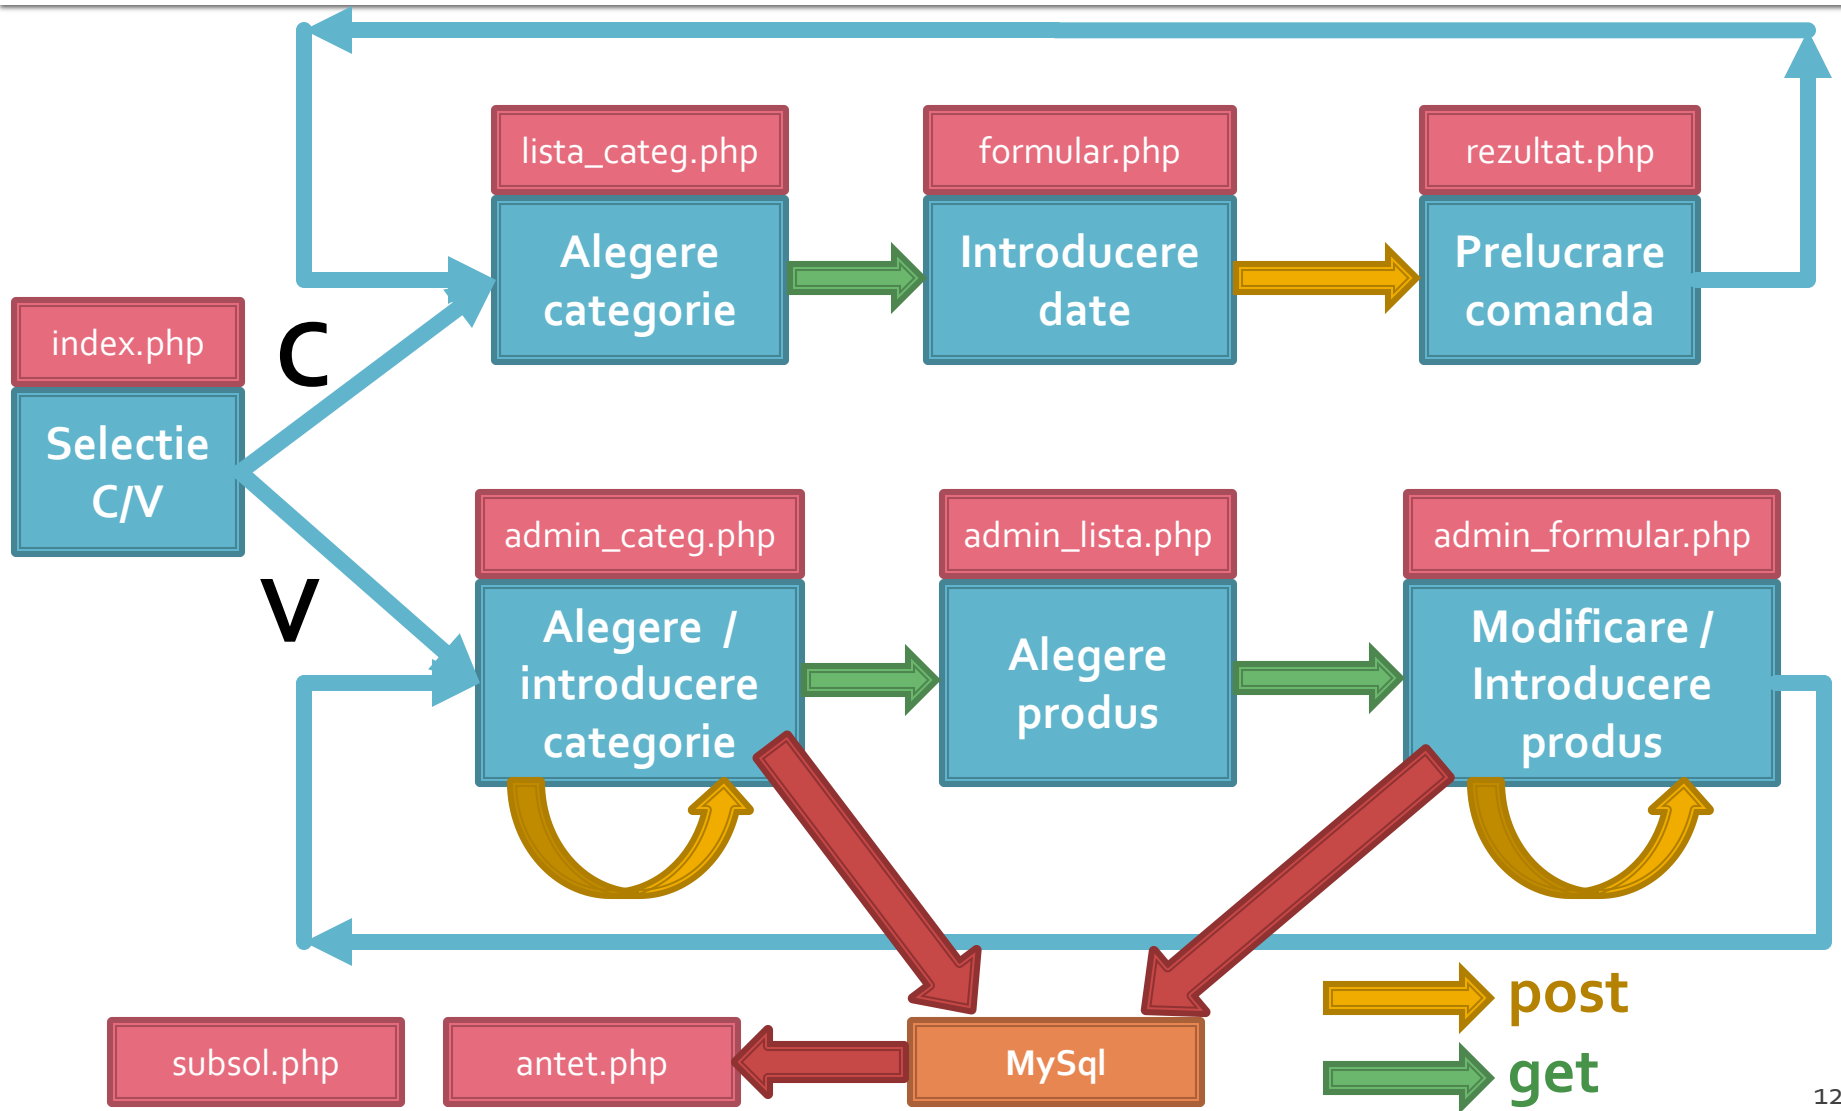 lista_categ.php
formular.php
rezultat.php
Alegere
categorie
Introducere
date
Prelucrare
comanda
index.php
C
Selectie
C/V
V
admin_categ.php
admin_lista.php
admin_formular.php
Alegere /
introducere
categorie
Alegere
produs
Modificare /
Introducere
produs
post
get
subsol.php
antet.php
MySql
12